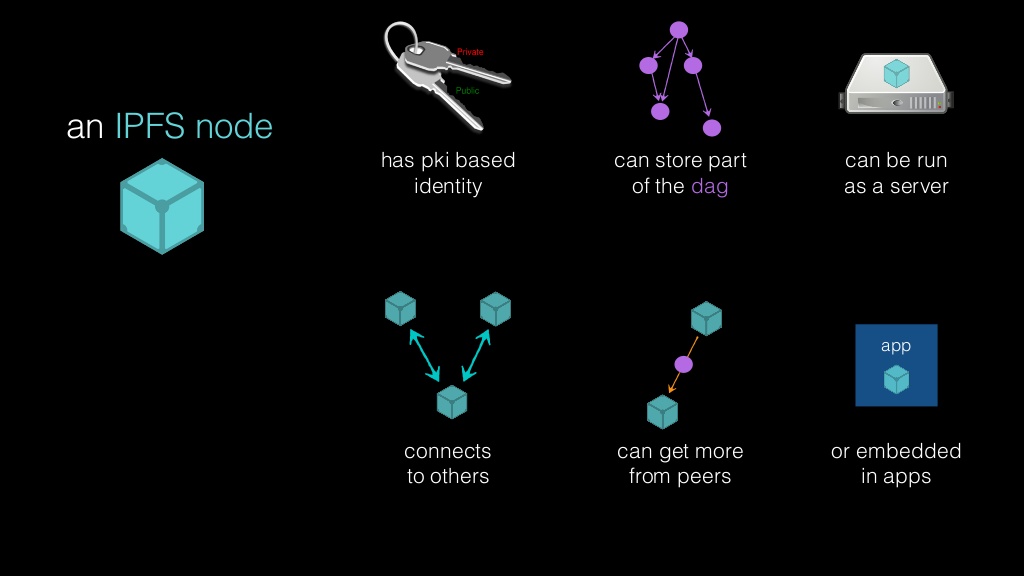 an IPFS node
Private
Public
has pki based
identity
can store part
of the dag
can be run
as a server
connects
to others
can get more
from peers
app
or embedded
in apps